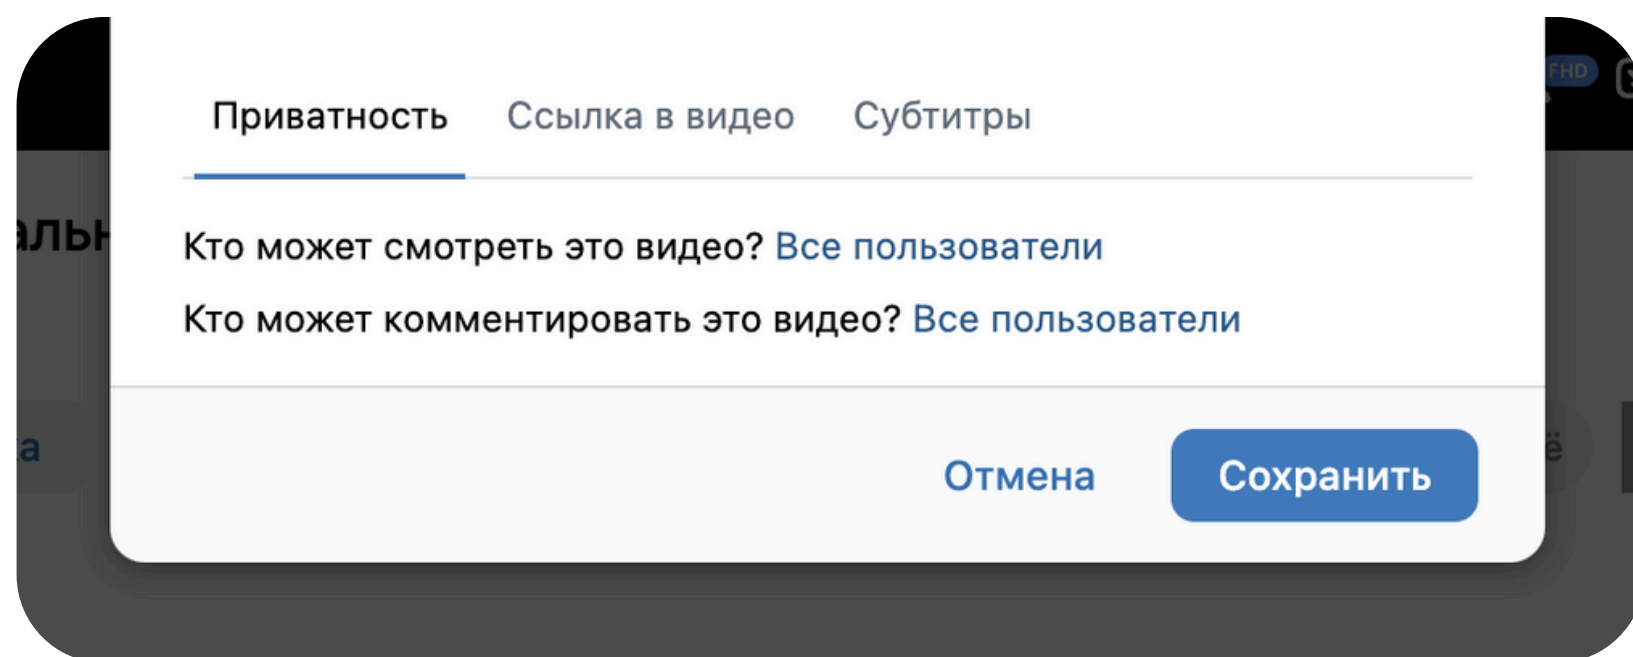 FHD
Приватность Ссылка в видео Субтитры
Кто может смотреть это видео? Все пользователи
Кто может комментировать это видео? Все пользователи
Отмена Сохранить